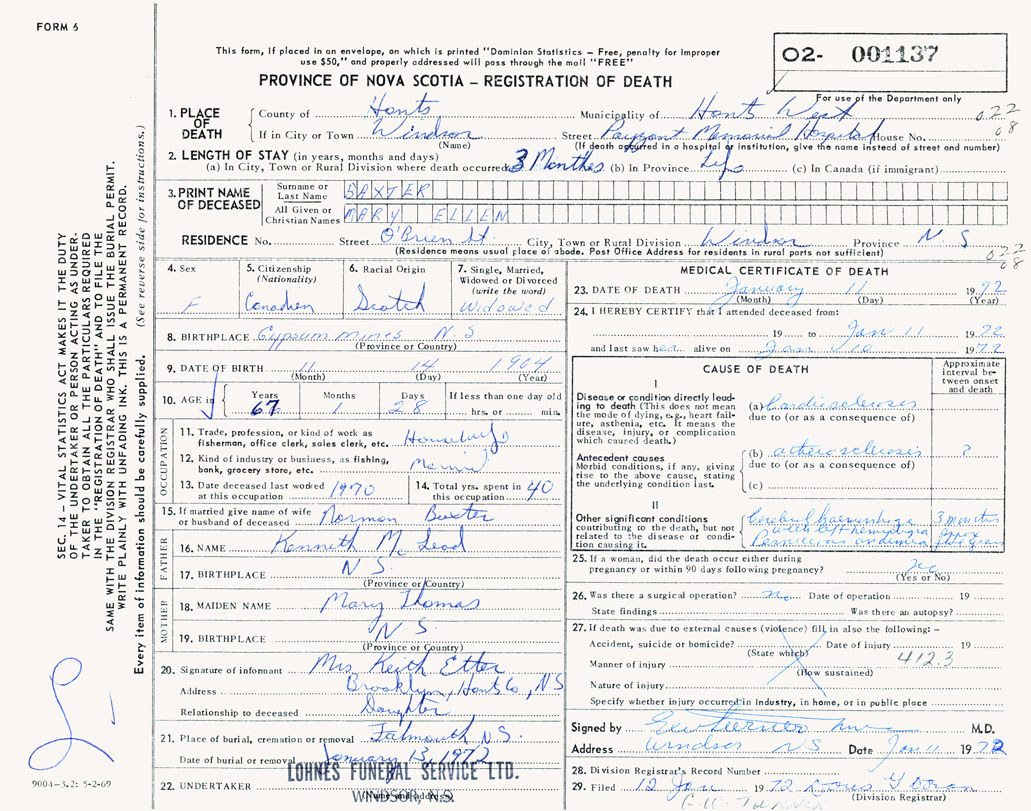 FORM 6
This form, if placed in an envelope, on which is printed "Dominion Statistics – Free, penalty for improper
use $50," and properly addressed will pass through the mail "FREE"
PROVINCE OF NOVA SCOTIA – REGISTRATION OF DEATH
O2- 001137
For use of the Department only
1. PLACE OF DEATH
County of Hants Municipality of Hants West 022
If in City or Town Windsor Street Payzant Memorial Hospital House No. 08
(Name) (If death occurred in a hospital or institution, give the name instead of street and number)
2. LENGTH OF STAY (in years, months and days)
(a) In City, Town or Rural Division where death occurred 3 Months (b) In Province Life (c) In Canada (if immigrant)
3. PRINT NAME OF DECEASED
Surname or Last Name BAXTER
All Given or Christian Names MARY ELLEN
RESIDENCE No. Street O'Brien St. City, Town or Rural Division Windsor Province N.S
(Residence means usual place of abode. Post Office Address for residents in rural parts not sufficient) 022
08
4. Sex F
5. Citizenship (Nationality) Canadian
6. Racial Origin Scotch
7. Single, Married, Widowed or Divorced (write the word) Widowed
8. BIRTHPLACE Gypsum Mines N S
(Province or Country)
9. DATE OF BIRTH 11 14 1904
(Month) (Day) (Year)
10. AGE in Years 67 Months 1 Days 28 If less than one day old
hrs. or min.
OCCUPATION
11. Trade, profession, or kind of work as
fisherman, office clerk, sales clerk, etc. Housewife
12. Kind of industry or business, as fishing,
bank, grocery store, etc.
13. Date deceased last worked at this occupation 1970
14. Total yrs. spent in this occupation 40
15. If married give name of wife
or husband of deceased Norman Baxter
FATHER
16. NAME Kenneth McLeod
17. BIRTHPLACE N S
(Province or Country)
MOTHER
18. MAIDEN NAME Mary Thomas
19. BIRTHPLACE N. S.
(Province or Country)
20. Signature of informant Mrs. Keith Etter
Address Brooklyn, Hants Co., N S
Relationship to deceased Daughter
21. Place of burial, cremation or removal Falmouth N.S.
Date of burial or removal January 13, 1972
22. UNDERTAKER LOHNES FUNERAL SERVICE LTD.
WINDSOR, N.S.
(Name and address)
MEDICAL CERTIFICATE OF DEATH
23. DATE OF DEATH January 11 1972
(Month) (Day) (Year)
24. I HEREBY CERTIFY that I attended deceased from:
19 to Jan 11 1972
and last saw her alive on Jan 10 1972
CAUSE OF DEATH
Approximate interval between onset and death
I
Disease or condition directly leading to death (This does not mean the mode of dying, e.g., heart failure, asthenia, etc. It means the disease, injury, or complication which caused death.)
(a) Cardiosclerosis
due to (or as a consequence of)
Antecedent causes
Morbid conditions, if any, giving rise to the above cause, stating the underlying condition last.
(b) atherosclerosis ?
due to (or as a consequence of)
(c)
II
Other significant conditions
contributing to the death, but not related to the disease or condition causing it.
Cerebral haemorrhage 3 months
with left hemiplegia
Pernicious anaemia
25. If a woman, did the death occur either during
pregnancy or within 90 days following pregnancy? no
(Yes or No)
26. Was there a surgical operation? no Date of operation 19
State findings Was there an autopsy?
27. If death was due to external causes (violence) fill in also the following: –
Accident, suicide or homicide? Date of injury 19
(State which) 412.3
Manner of injury
(How sustained)
Nature of injury
Specify whether injury occurred in industry, in home, or in public place
Signed by M.D.
Address Windsor N S Date Jan 11 1972
28. Division Registrar's Record Number
29. Filed 12 Jan 1972
(Division Registrar)
SEC. 14 – VITAL STATISTICS ACT MAKES IT THE DUTY
OF THE UNDERTAKER OR PERSON ACTING AS UNDER-
TAKER TO OBTAIN ALL THE PARTICULARS REQUIRED
IN THE "REGISTRATION OF DEATH" AND TO FILE THE
SAME WITH THE DIVISION REGISTRAR WHO SHALL ISSUE THE BURIAL PERMIT.
WRITE PLAINLY WITH UNFADING INK. THIS IS A PERMANENT RECORD.
Every item of information should be carefully supplied. (See reverse side for instructions.)
9004-3.2: 5-2-69